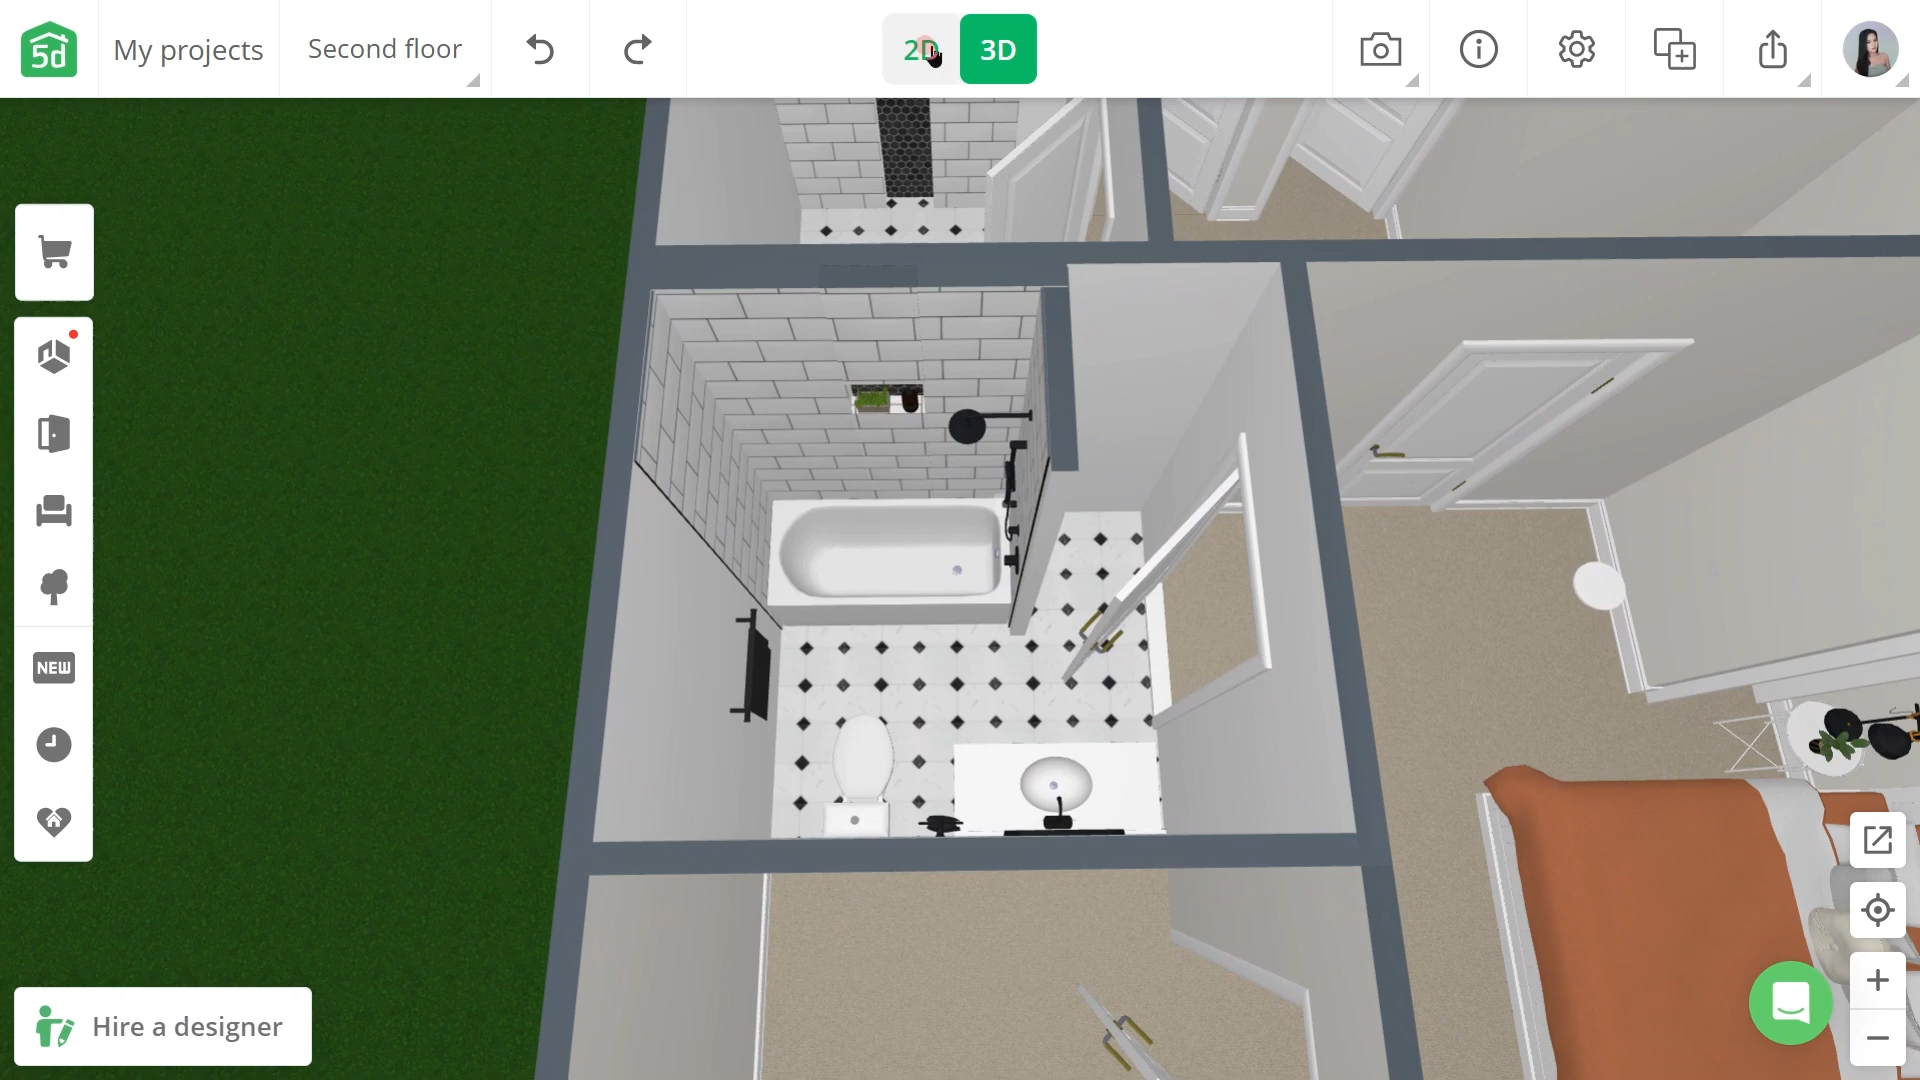 5d
My projects
Second floor
2D
3D
NEW
Hire a designer